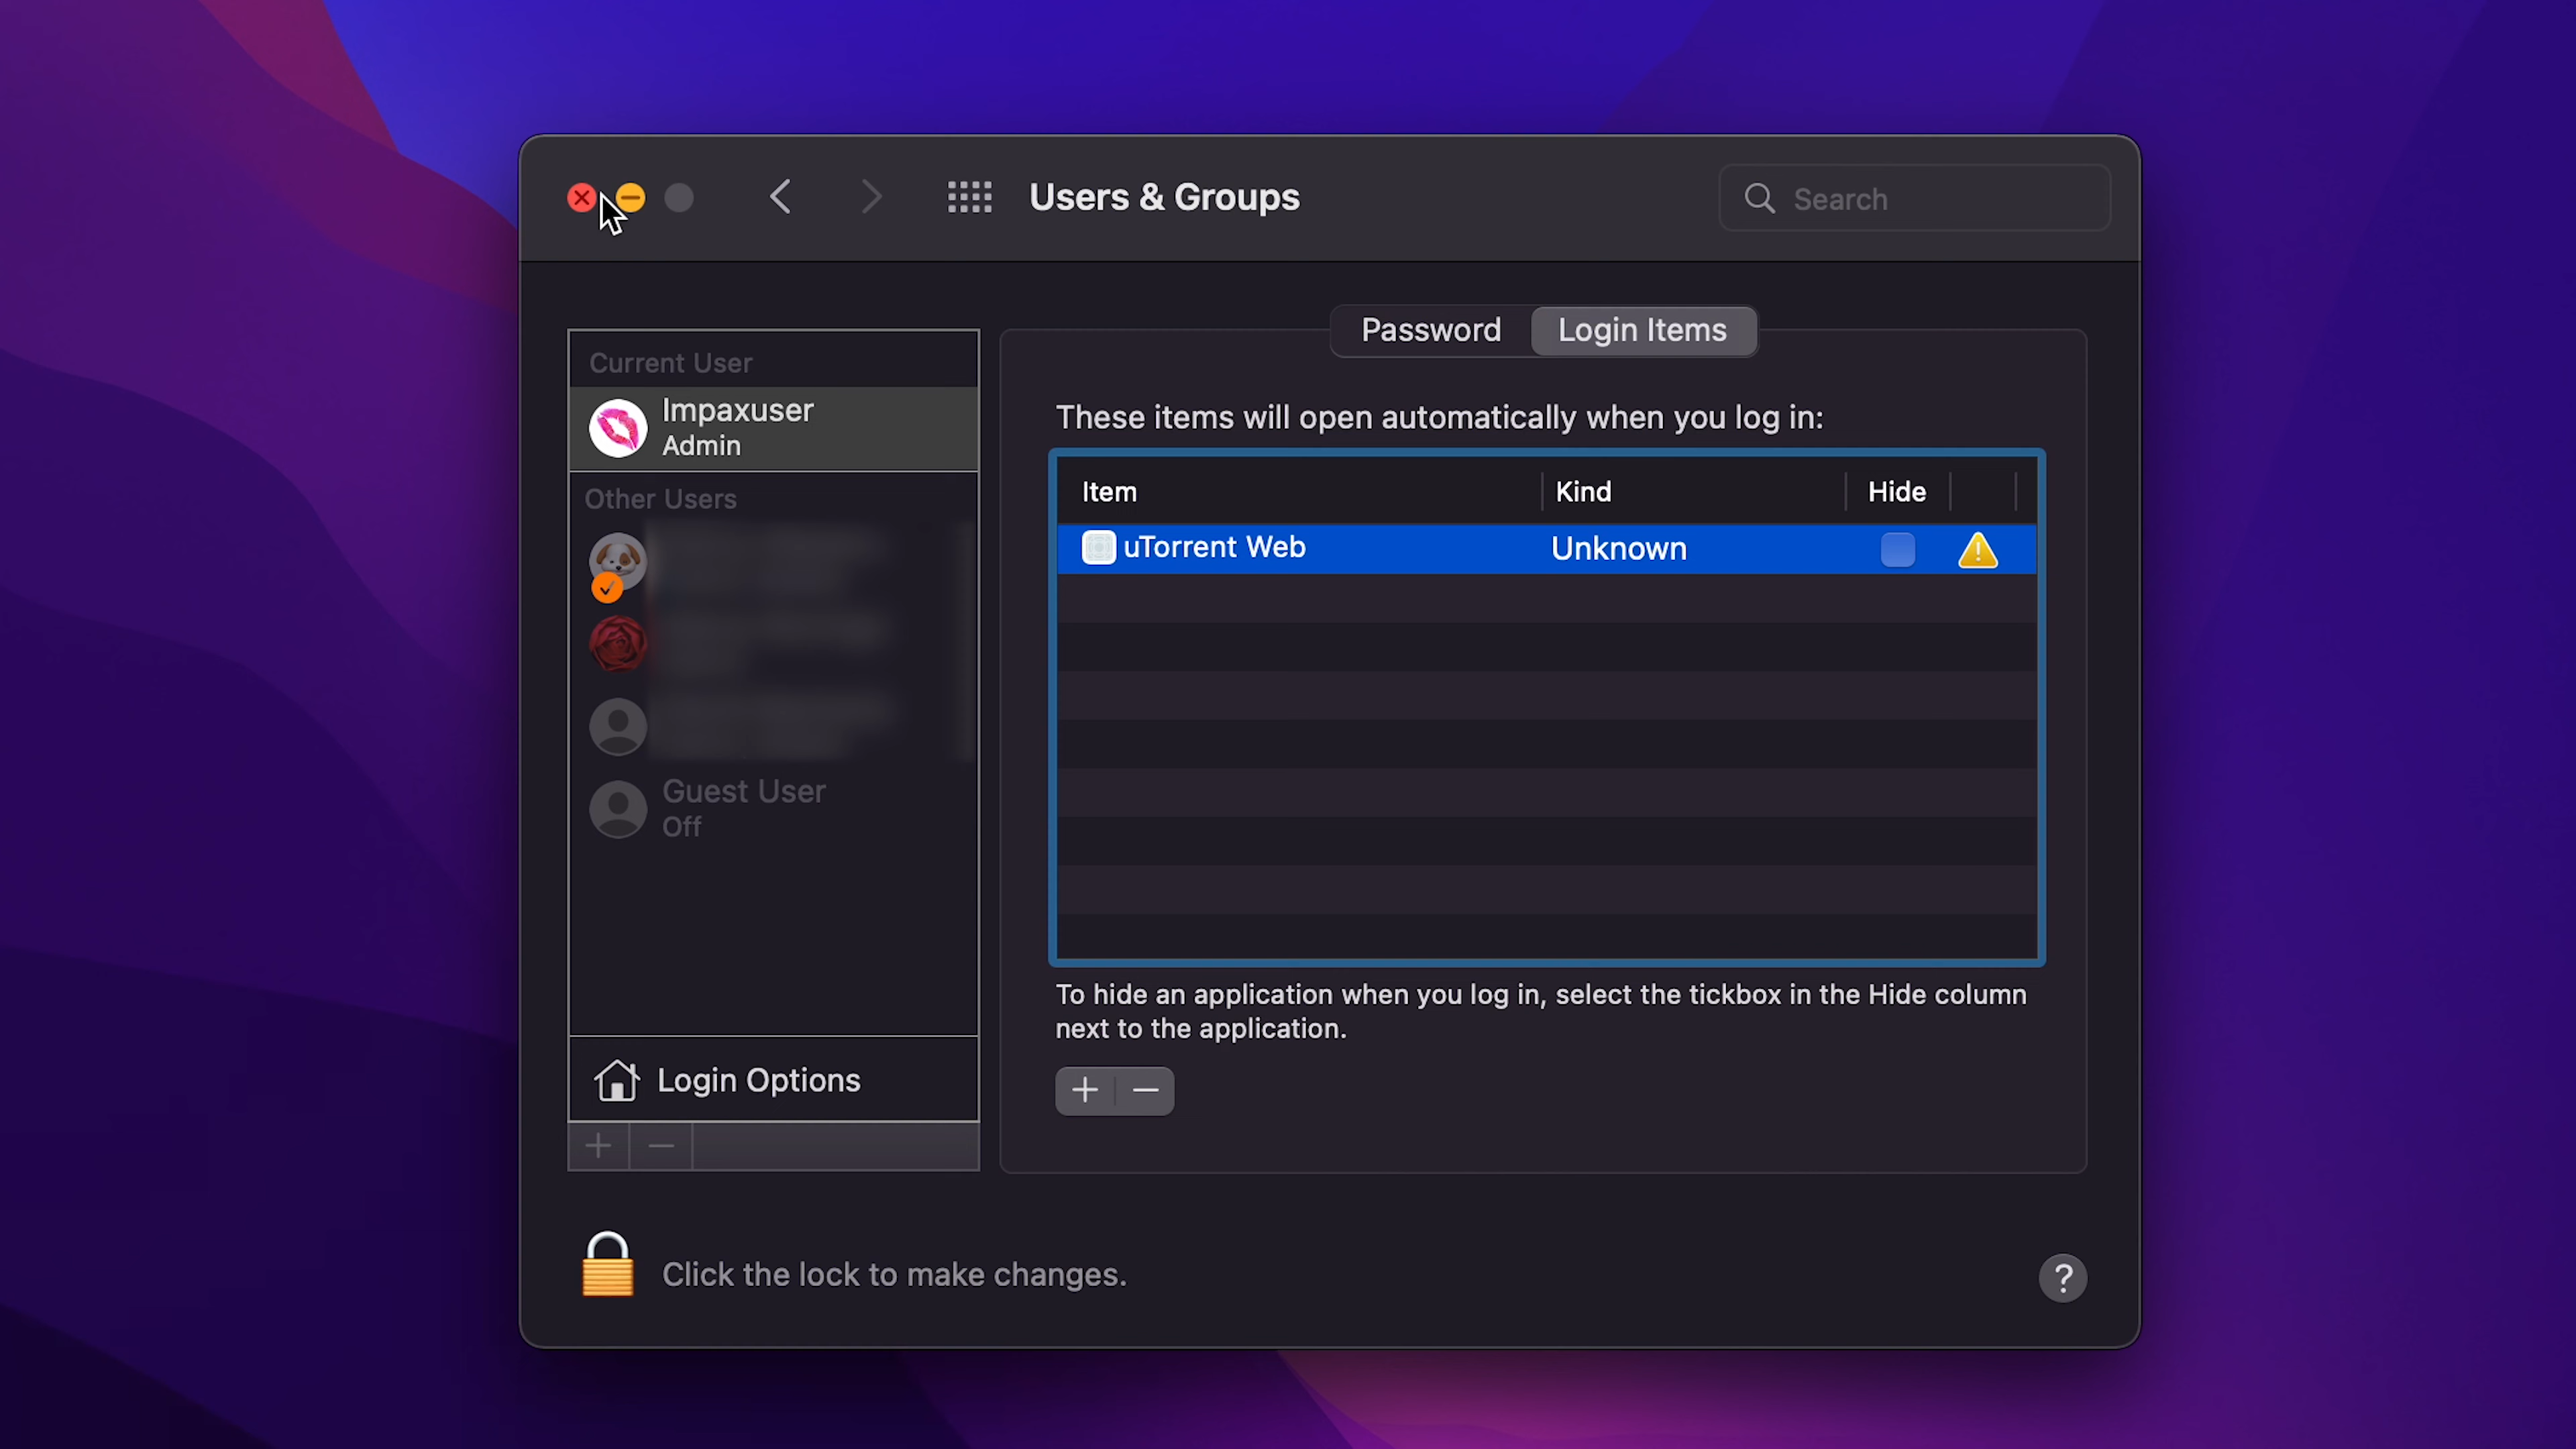 Users & Groups
Search
Current User
Impaxuser
Admin
Other Users
Guest User
Off
Login Options
Password
Login Items
These items will open automatically when you log in:
Item Kind Hide
uTorrent Web Unknown
To hide an application when you log in, select the tickbox in the Hide column
next to the application.
Click the lock to make changes.
?